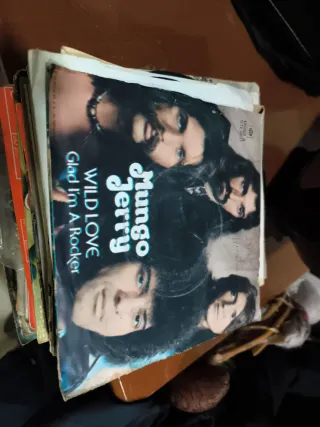 Mungo
Jerry
WILD LOVE
Glad I'm A Rocker